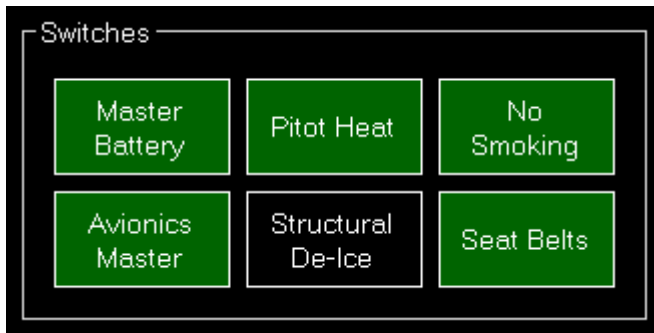 Switches
Master
Battery
Pitot Heat
No
Smoking
Avionics
Master
Structural
De-Ice
Seat Belts